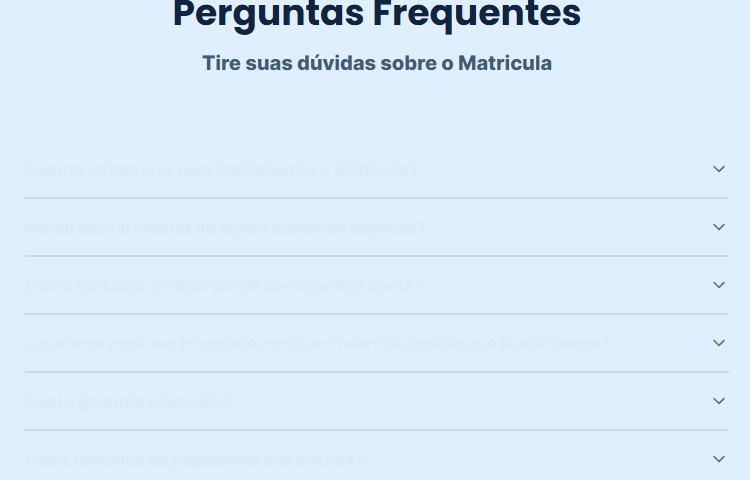 Perguntas Frequentes
Tire suas dúvidas sobre o Matricula
Quanto tempo leva para implementar o Matricula?
Minha escola precisa de algum hardware especial?
Como funciona a validação de documentos por IA?
O sistema pode ser integrado com o software de gestão que já utilizamos?
Qual a garantia oferecida?
Quais métodos de pagamento são aceitos?